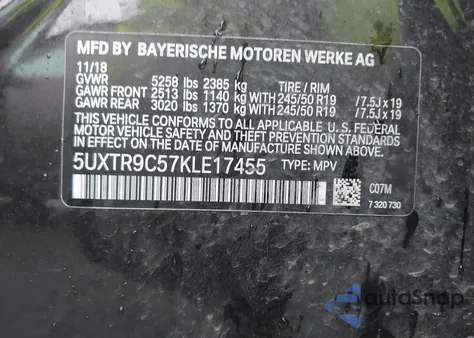 MFD BY BAYERISCHE MOTOREN WERKE AG
11/18
GVWR 5258 lbs 2385 kg TIRE / RIM
GAWR FRONT 2513 lbs 1140 kg WITH 245/50 R19 /7.5J x 19
GAWR REAR 3020 lbs 1370 kg WITH 245/50 R19 /7.5J x 19
THIS VEHICLE CONFORMS TO ALL APPLICABLE U.S. FEDERAL
MOTOR VEHICLE SAFETY STANDARDS
IN EFFECT ON THE DATE OF MANUFACTURE SHOWN ABOVE.
5UXTR9C57KLE17455 TYPE: MPV
C07M
7 320 730
autoSnap